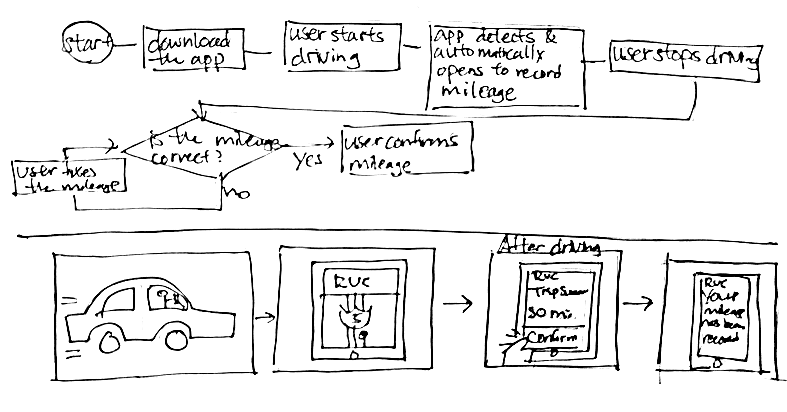 start
download
the app
user starts
driving
app detects &
automatically
opens to record
mileage
user stops driving
is the mileage
correct?
yes
user confirms
mileage
user fixes
the mileage
no
After driving
RUC
RUC
Trip
30 mi
Confirm
RUC
Your
mileage
has been
record